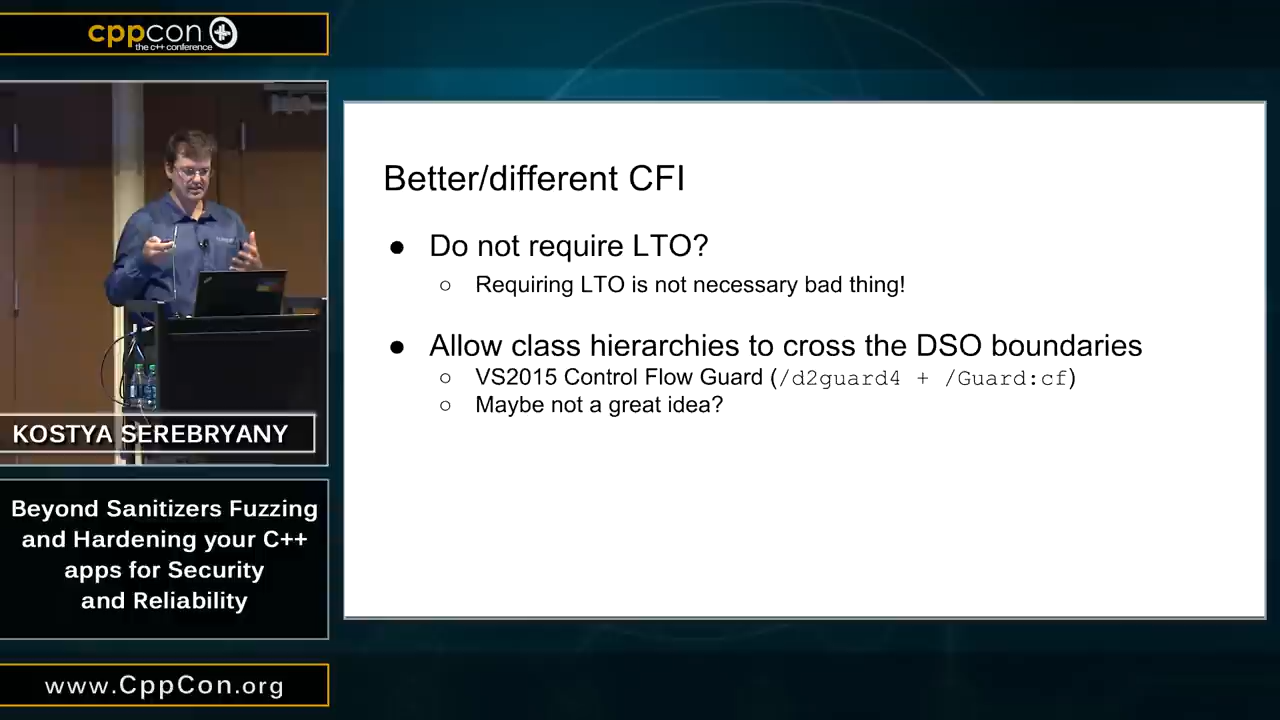 cppcon
the c++ conference
KOSTYA SEREBRYANY
Beyond Sanitizers Fuzzing
and Hardening your C++
apps for Security
and Reliability
www.CppCon.org
Better/different CFI
● Do not require LTO?
○ Requiring LTO is not necessary bad thing!
● Allow class hierarchies to cross the DSO boundaries
○ VS2015 Control Flow Guard (/d2guard4 + /Guard:cf)
○ Maybe not a great idea?